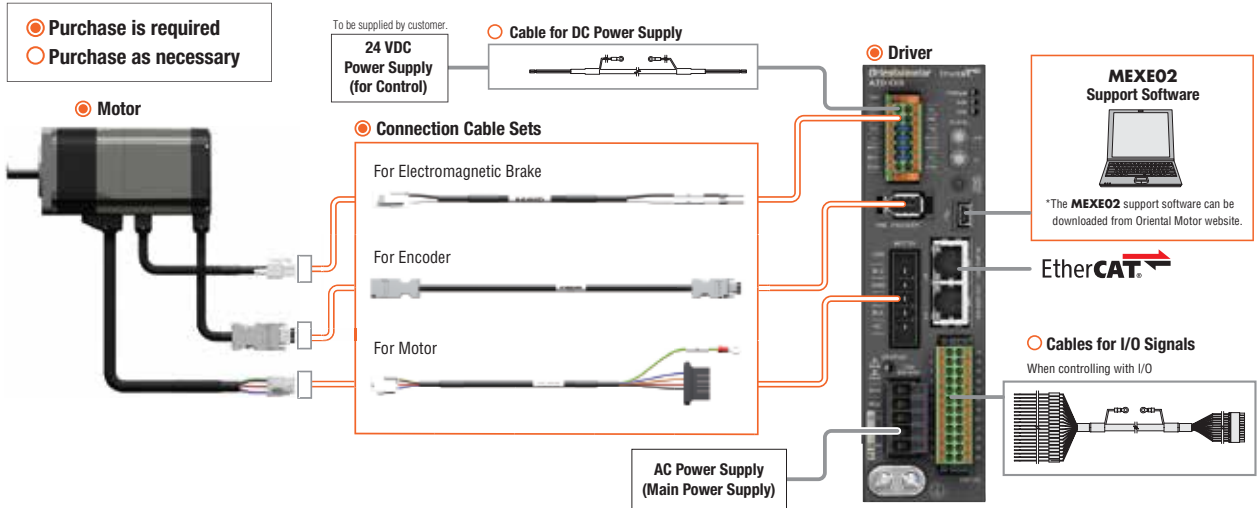 Purchase is required
Purchase as necessary
To be supplied by customer.
24 VDC
Power Supply
(for Control)
Cable for DC Power Supply
Driver
MEXE02
Support Software
*The MEXE02 support software can be
downloaded from Oriental Motor website.
Motor
Connection Cable Sets
For Electromagnetic Brake
For Encoder
For Motor
EtherCAT®
Cables for I/O Signals
When controlling with I/O
AC Power Supply
(Main Power Supply)
Orientalmotor